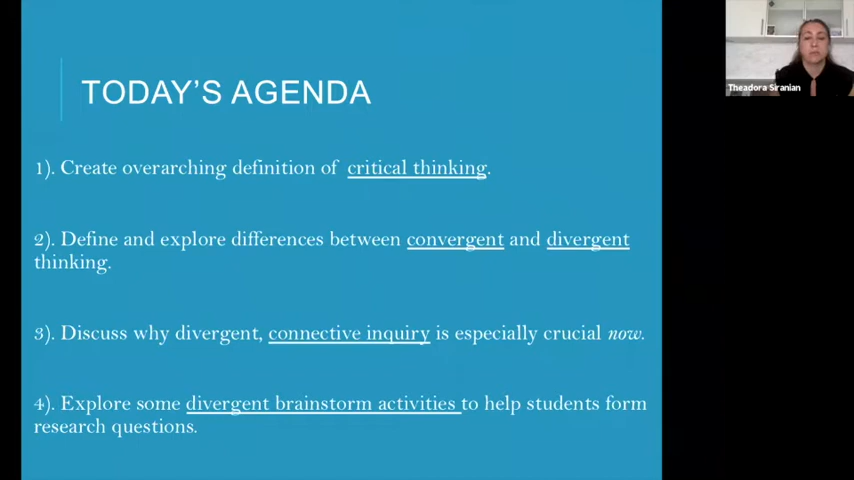 TODAY'S AGENDA
Theadora Siranian
1). Create overarching definition of critical thinking.
2). Define and explore differences between convergent and divergent
thinking.
3). Discuss why divergent, connective inquiry is especially crucial now.
4). Explore some divergent brainstorm activities to help students form
research questions.